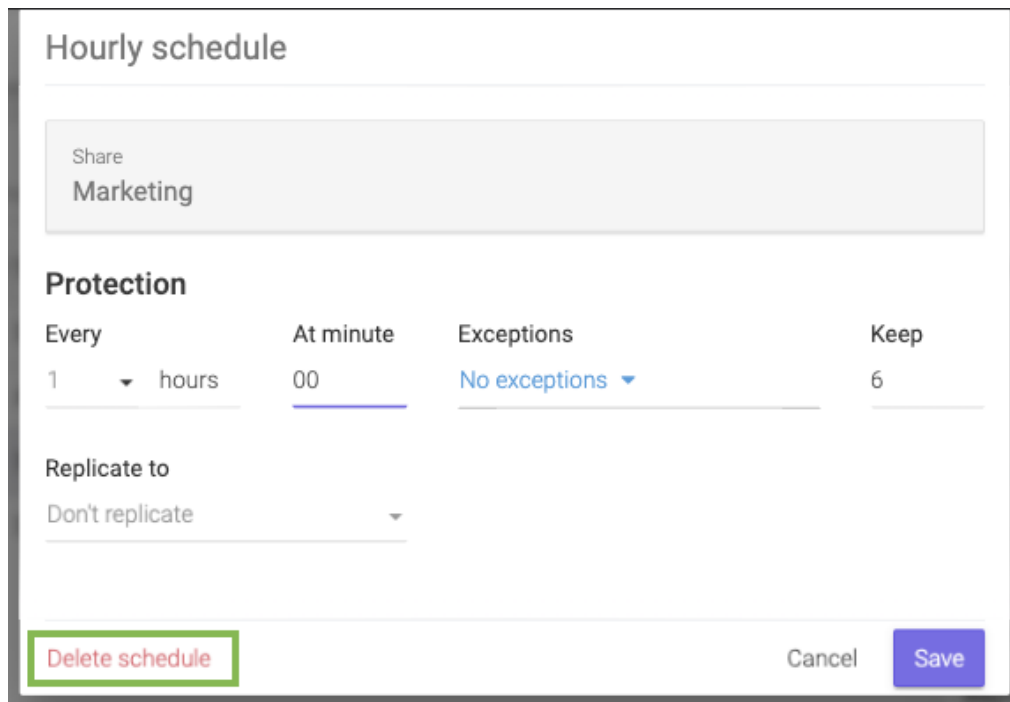 Hourly schedule
Share
Marketing
Protection
Every At minute Exceptions Keep
1 hours 00 No exceptions 6
Replicate to
Don't replicate
Delete schedule Cancel Save